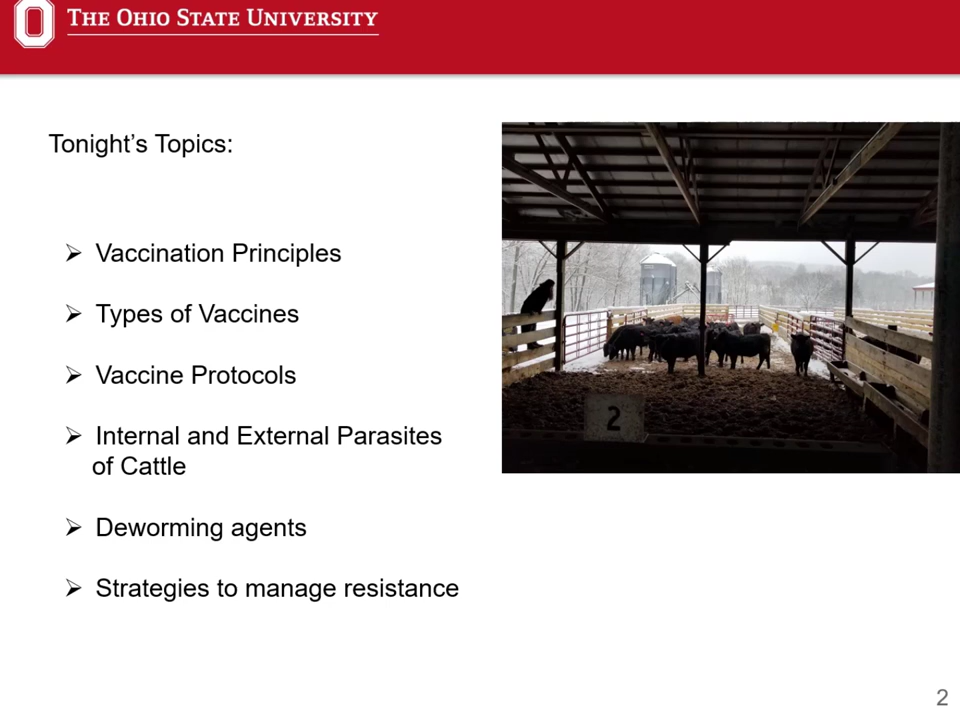 THE OHIO STATE UNIVERSITY
Tonight’s Topics:
➢ Vaccination Principles
➢ Types of Vaccines
➢ Vaccine Protocols
➢ Internal and External Parasites
of Cattle
➢ Deworming agents
➢ Strategies to manage resistance
2
2